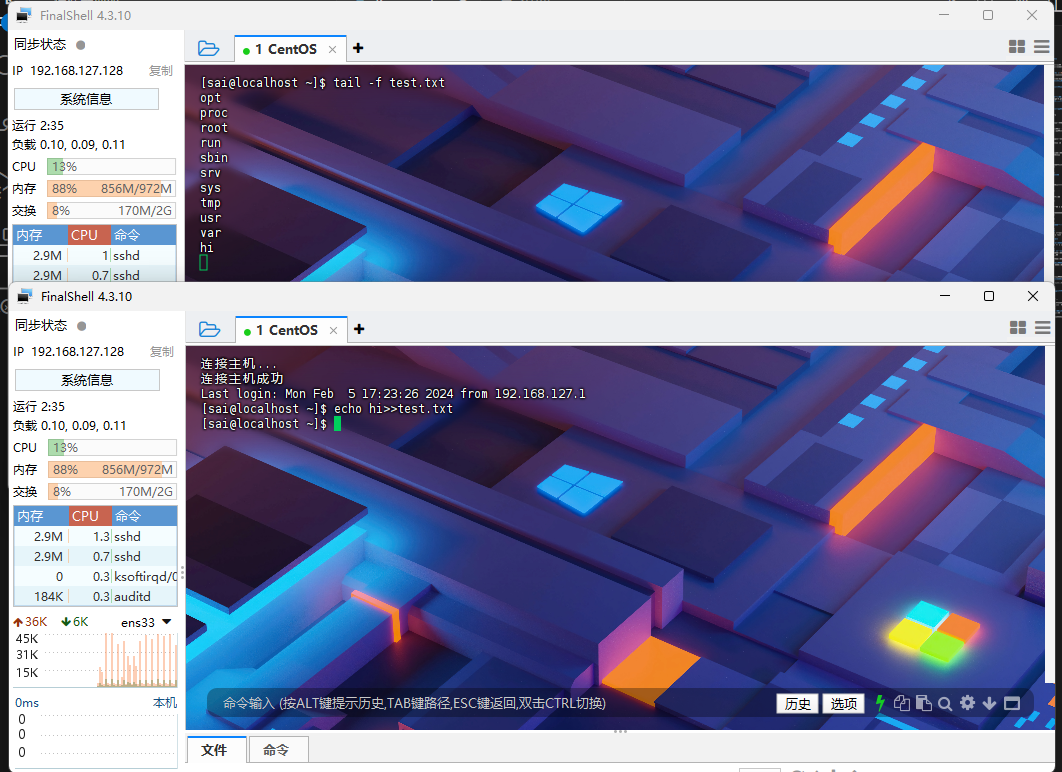 FinalShell 4.3.10
同步状态
IP 192.168.127.128 复制
系统信息
运行 2:35
负载 0.10, 0.09, 0.11
CPU 13%
内存 88% 856M/972M
交换 8% 170M/2G
内存 CPU 命令
2.9M 1 sshd
2.9M 0.7 sshd
1 CentOS × +
[sai@localhost ~]$ tail -f test.txt
opt
proc
root
run
sbin
srv
sys
tmp
usr
var
hi
FinalShell 4.3.10
同步状态
IP 192.168.127.128 复制
系统信息
运行 2:35
负载 0.10, 0.09, 0.11
CPU 13%
内存 88% 856M/972M
交换 8% 170M/2G
内存 CPU 命令
2.9M 1.3 sshd
2.9M 0.7 sshd
0 0.3 ksoftirqd/0
184K 0.3 auditd
36K 6K ens33
45K
31K
15K
0ms 本机
0
0
0
1 CentOS × +
连接主机...
连接主机成功
Last login: Mon Feb  5 17:23:26 2024 from 192.168.127.1
[sai@localhost ~]$ echo hi>>test.txt
[sai@localhost ~]$
命令输入 (按ALT键提示历史,TAB键路径,ESC键返回,双击CTRL切换) 历史 选项
文件 命令